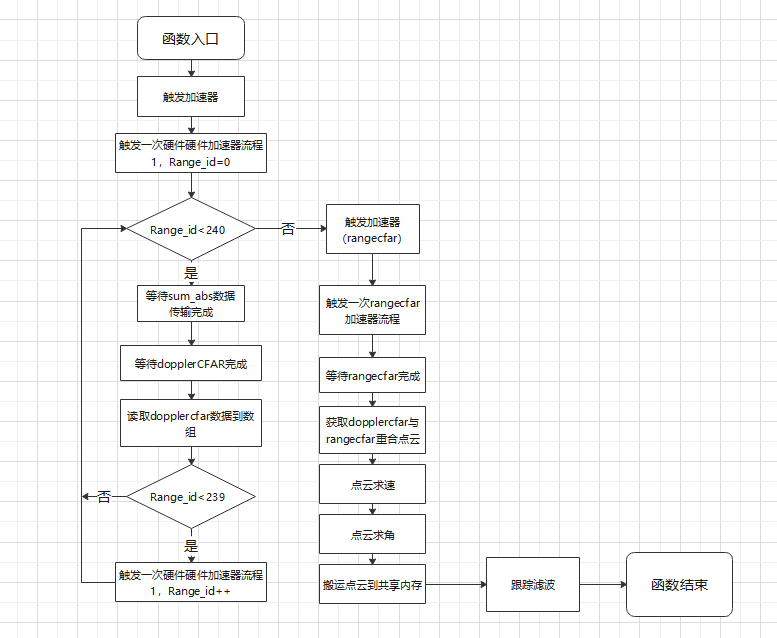 函数入口
触发加速器
触发一次硬件硬件加速器流程
1，Range_id=0
Range_id<240
否
是
等待sum_abs数据
传输完成
等待dopplerCFAR完成
读取dopplercfar数据到数
组
Range_id<239
否
是
触发一次硬件硬件加速器流程
1，Range_id++
触发加速器
（rangecfar）
触发一次rangecfar
加速器流程
等待rangecfar完成
获取dopplercfar与
rangecfar重合点云
点云求速
点云求角
搬运点云到共享内存
跟踪滤波
函数结束